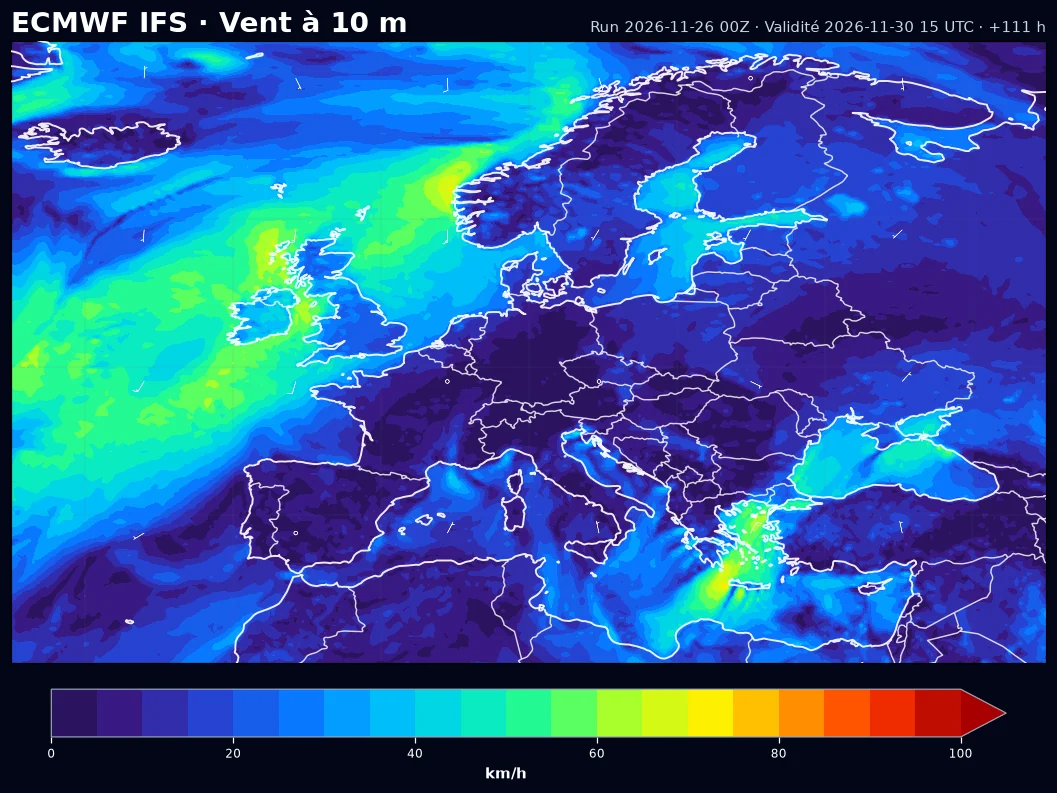 ECMWF IFS · Vent à 10 m
Run 2026-11-26 00Z · Validité 2026-11-30 15 UTC · +111 h
0 20 40 60 80 100
km/h